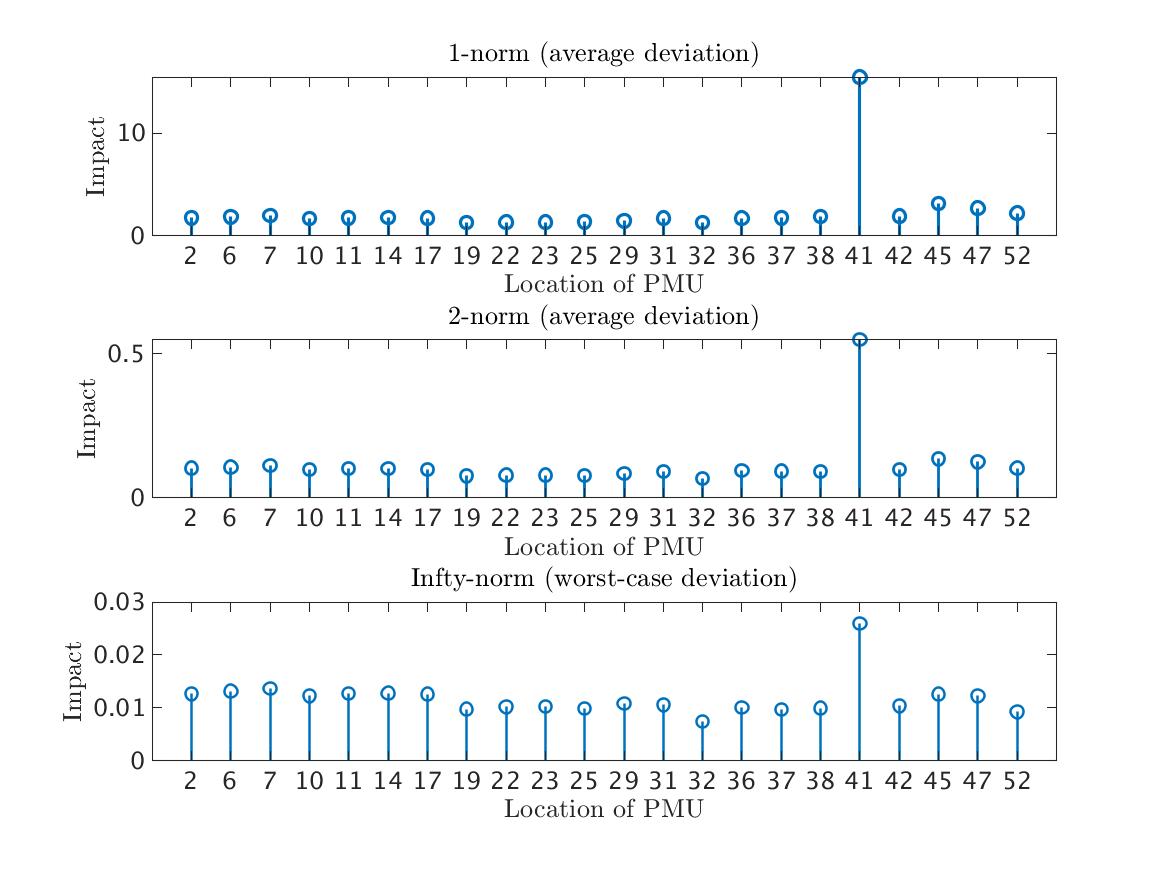 1-norm (average deviation)
Impact
10
0
2 6 7 10 11 14 17 19 22 23 25 29 31 32 36 37 38 41 42 45 47 52
Location of PMU
2-norm (average deviation)
Impact
0.5
0
2 6 7 10 11 14 17 19 22 23 25 29 31 32 36 37 38 41 42 45 47 52
Location of PMU
Infty-norm (worst-case deviation)
Impact
0.03
0.02
0.01
0
2 6 7 10 11 14 17 19 22 23 25 29 31 32 36 37 38 41 42 45 47 52
Location of PMU